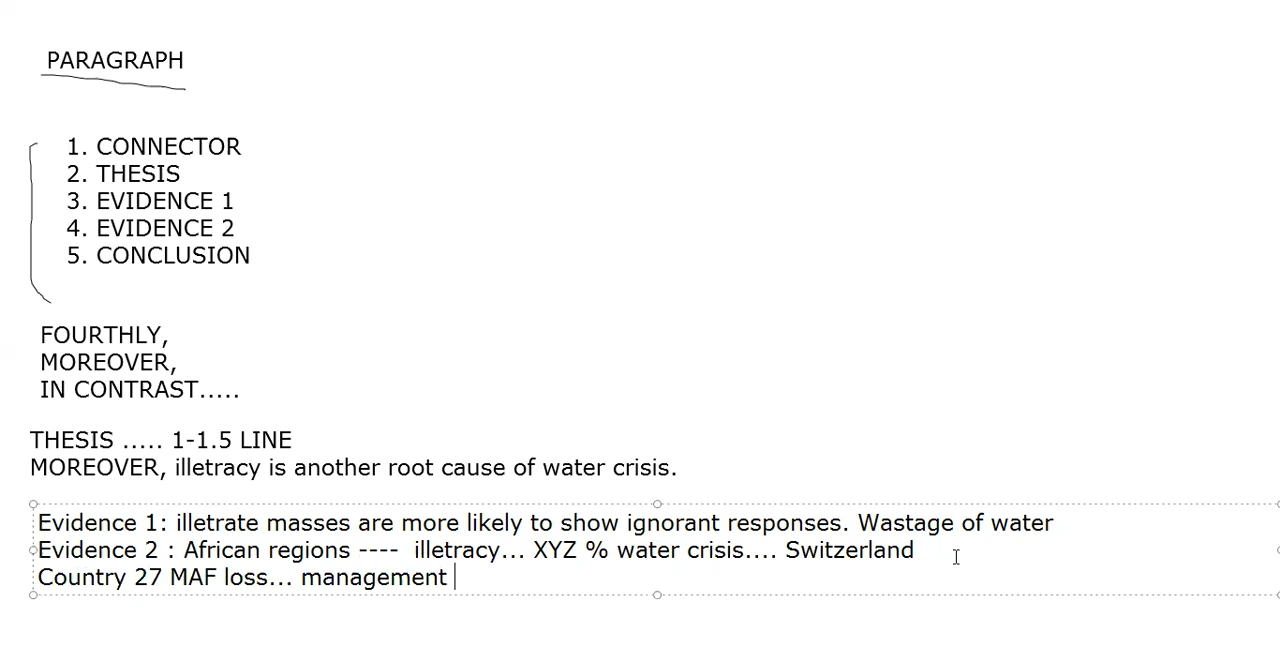 PARAGRAPH
1. CONNECTOR
2. THESIS
3. EVIDENCE 1
4. EVIDENCE 2
5. CONCLUSION
FOURTHLY,
MOREOVER,
IN CONTRAST.....
THESIS ..... 1-1.5 LINE
MOREOVER, illetracy is another root cause of water crisis.
Evidence 1: illetrate masses are more likely to show ignorant responses. Wastage of water
Evidence 2 : African regions ---- illetracy... XYZ % water crisis.... Switzerland
Country 27 MAF loss... management